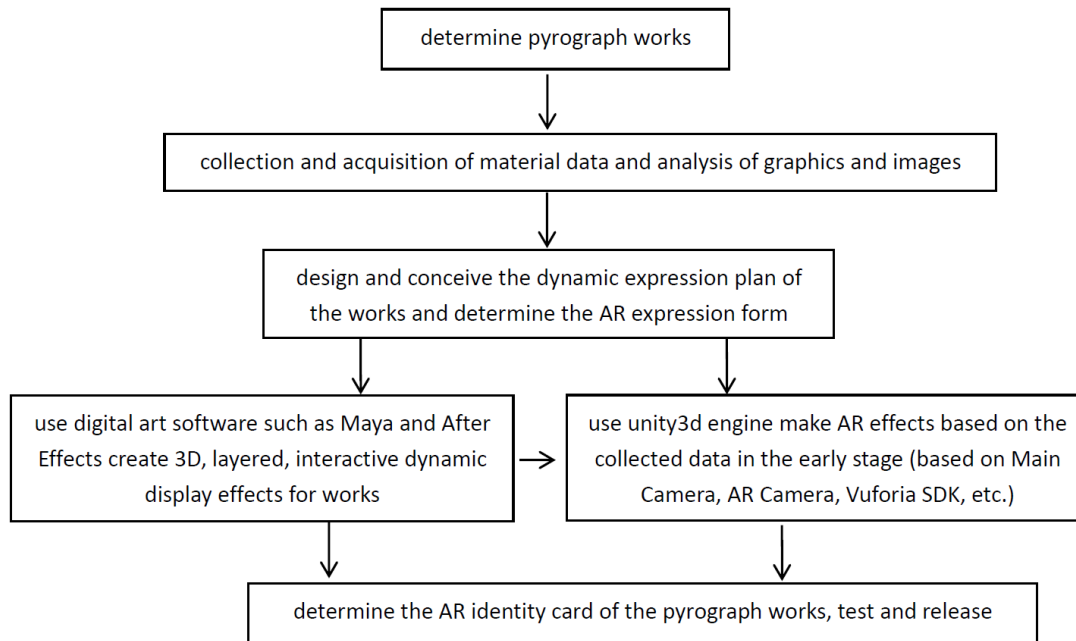 determine pyrograph works
collection and acquisition of material data and analysis of graphics and images
design and conceive the dynamic expression plan of
the works and determine the AR expression form
use digital art software such as Maya and After
Effects create 3D, layered, interactive dynamic
display effects for works
use unity3d engine make AR effects based on the
collected data in the early stage (based on Main
Camera, AR Camera, Vuforia SDK, etc.)
determine the AR identity card of the pyrograph works, test and release